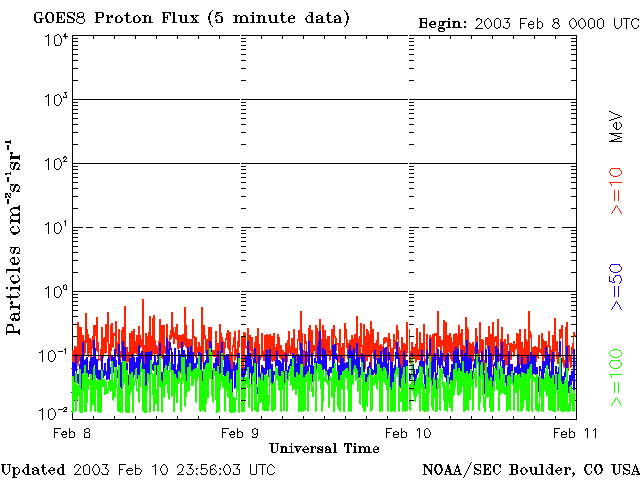 GOES8 Proton Flux (5 minute data)
Begin: 2003 Feb 8 0000 UTC
Particles cm⁻²s⁻¹sr⁻¹
10⁴
10³
10²
10¹
10⁰
10⁻¹
10⁻²
MeV
>=10
>=50
>=100
Feb 8
Feb 9
Feb 10
Feb 11
Universal Time
Updated 2003 Feb 10 23:56:03 UTC
NOAA/SEC Boulder, CO USA